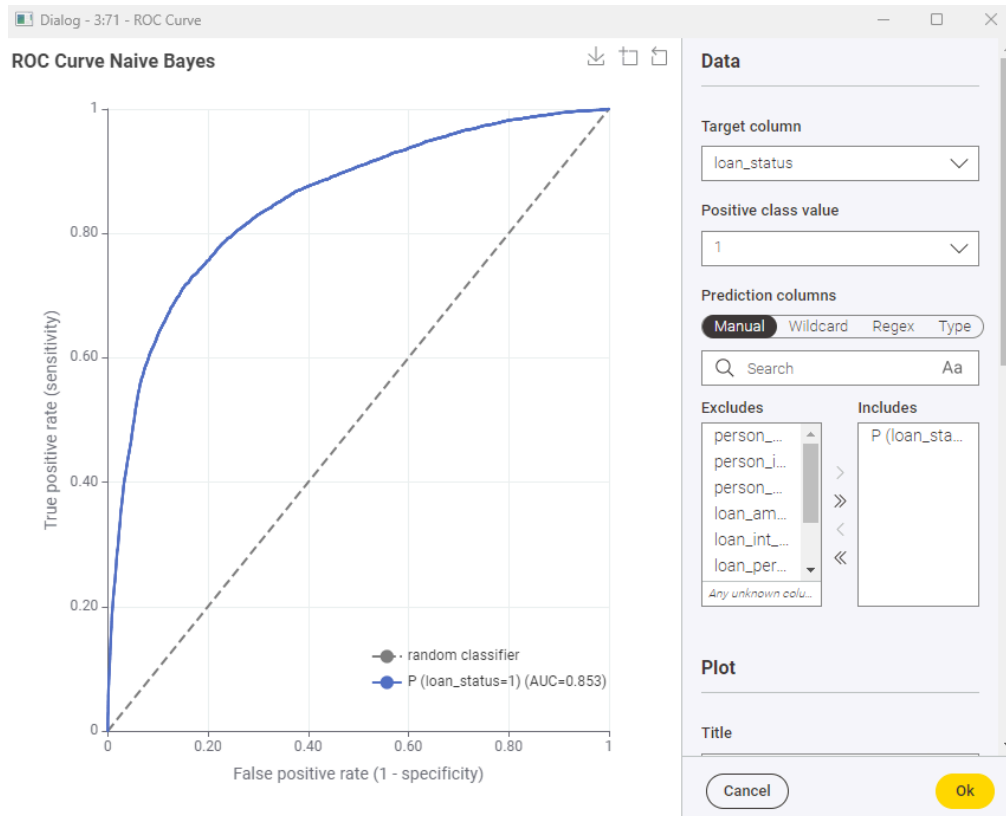 Dialog - 3:71 - ROC Curve
ROC Curve Naive Bayes
1
0.80
0.60
0.40
0.20
0
0
0.20
0.40
0.60
0.80
1
True positive rate (sensitivity)
False positive rate (1 - specificity)
random classifier
P (loan_status=1) (AUC=0.853)
Data
Target column
loan_status
Positive class value
1
Prediction columns
Manual Wildcard Regex Type
Search Aa
Excludes
person_...
person_i...
person_...
loan_am...
loan_int_...
loan_per...
Any unknown colu...
Includes
P (loan_sta...
Plot
Title
Cancel Ok